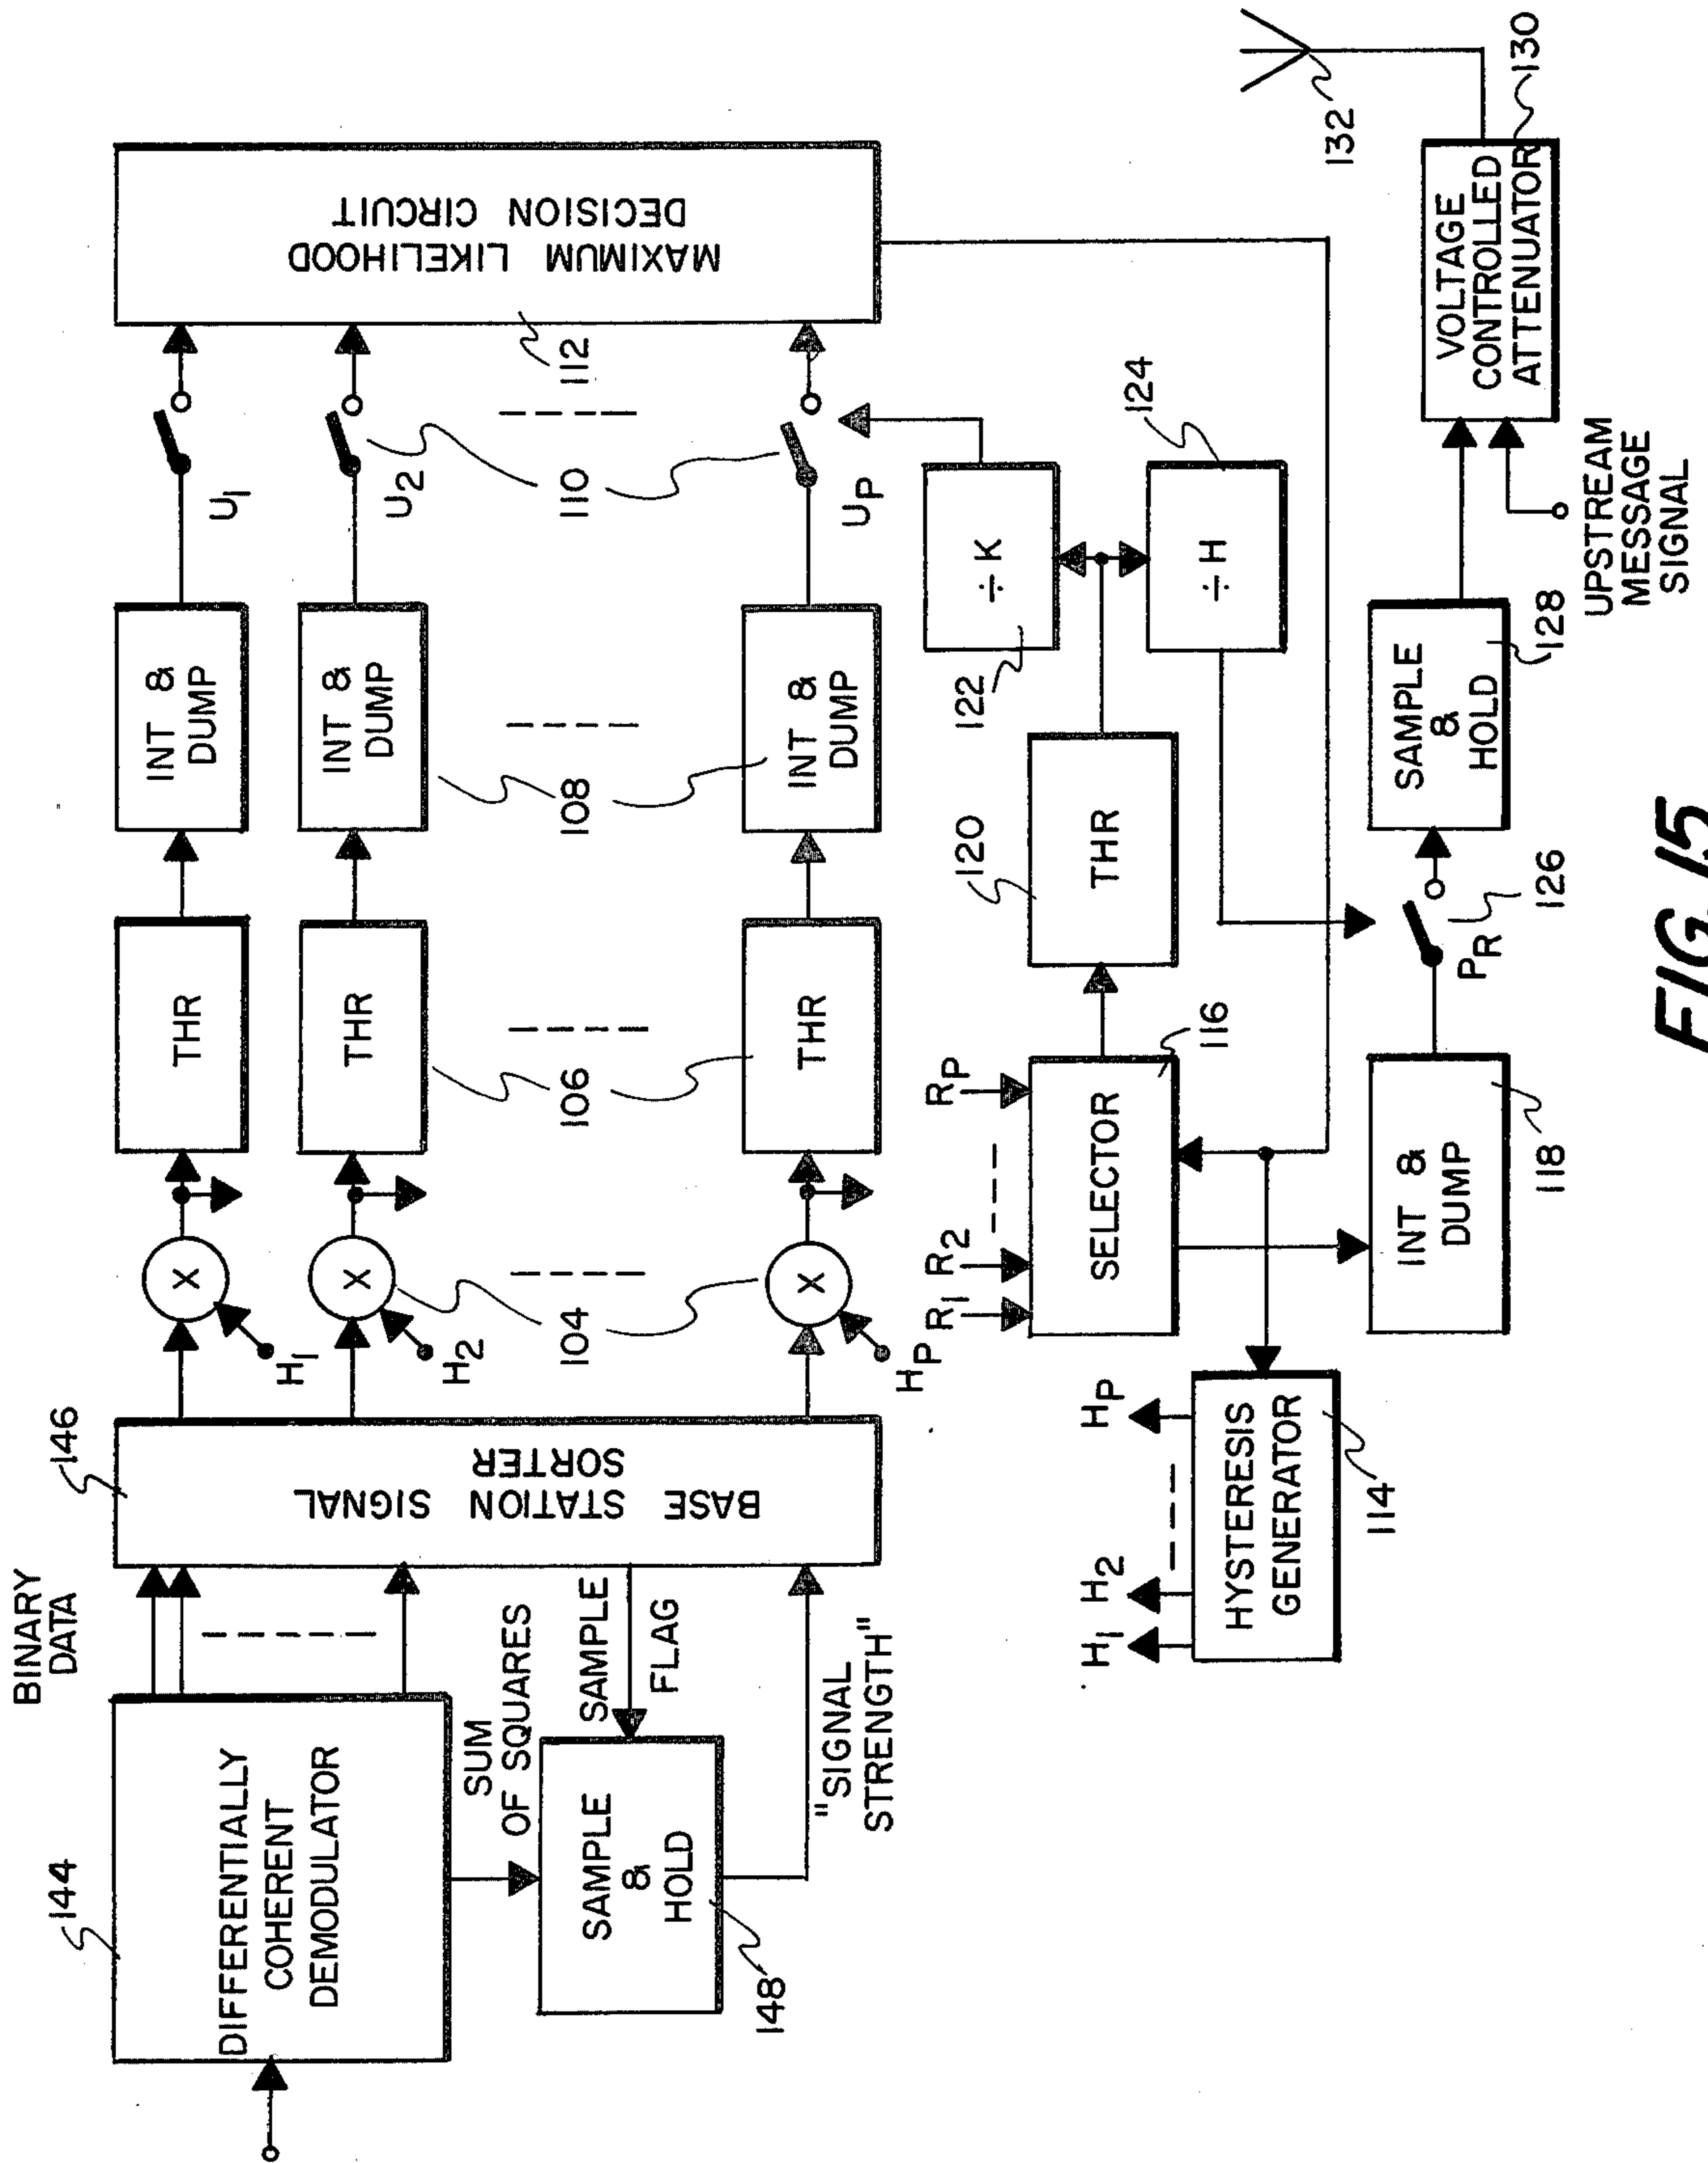 BINARY
DATA
144
DIFFERENTIALLY
COHERENT
DEMODULATOR
SUM
OF SQUARES
SAMPLE
FLAG
SAMPLE
&
HOLD
148
"SIGNAL
STRENGTH"
146
BASE STATION SIGNAL
SORTER
X
H1
X
H2
104
X
HP
THR
THR
106
THR
INT &
DUMP
INT &
DUMP
108
INT &
DUMP
U1
U2
110
UP
112
MAXIMUM LIKELIHOOD
DECISION CIRCUIT
H1 H2 HP
HYSTERESIS
GENERATOR
114
R1 R2 RP
SELECTOR
116
120
THR
122
÷ K
124
÷ H
INT &
DUMP
118
PR
126
SAMPLE
&
HOLD
128
UPSTREAM
MESSAGE
SIGNAL
VOLTAGE
CONTROLLED
ATTENUATOR
130
132
FIG. 15